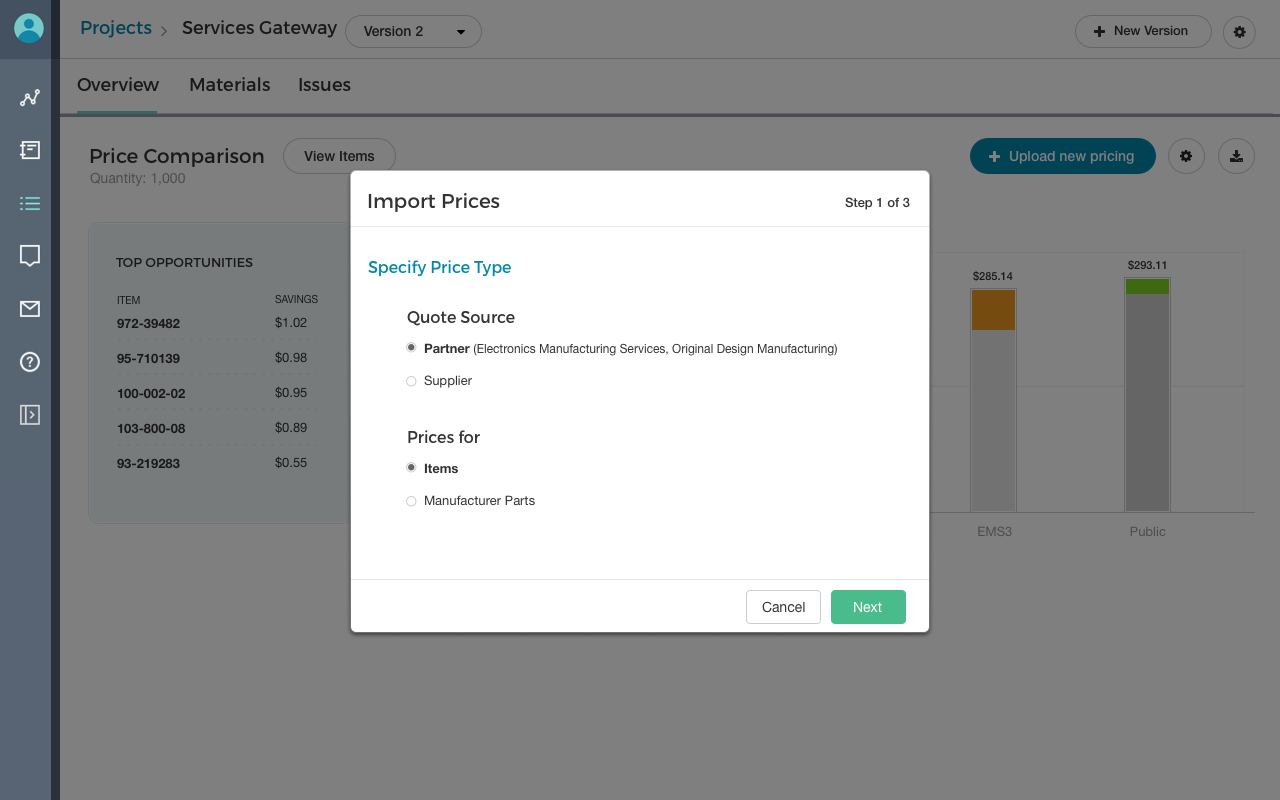 Projects › Services Gateway Version 2
+ New Version
Overview Materials Issues
Price Comparison View Items
Quantity: 1,000
+ Upload new pricing
Import Prices
Step 1 of 3
Specify Price Type
Quote Source
Partner (Electronics Manufacturing Services, Original Design Manufacturing)
Supplier
Prices for
Items
Manufacturer Parts
Cancel
Next
TOP OPPORTUNITIES
ITEM SAVINGS
972-39482 $1.02
95-710139 $0.98
100-002-02 $0.95
103-800-08 $0.89
93-219283 $0.55
$285.14
$293.11
EMS3
Public